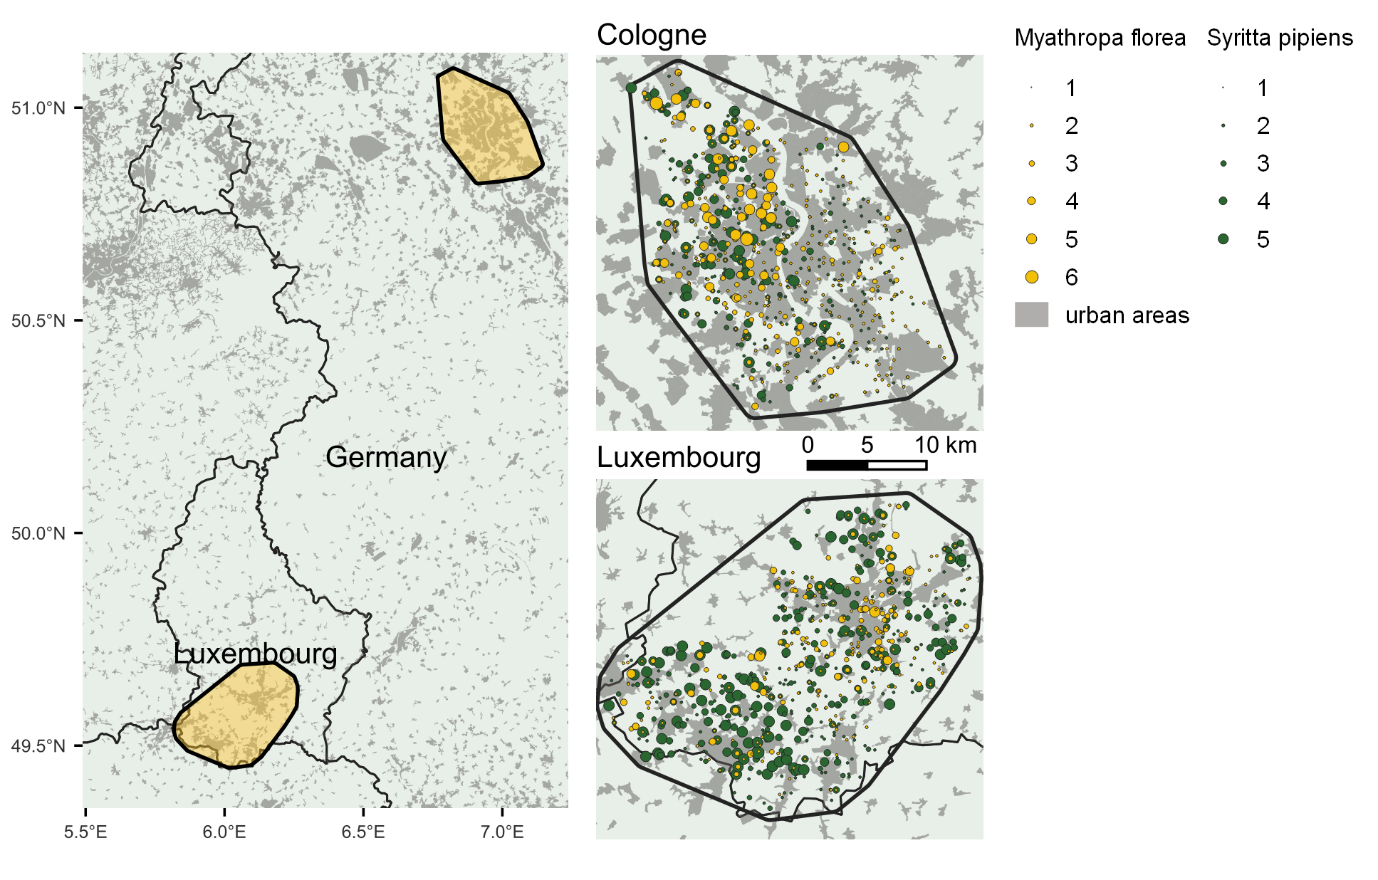 Cologne
Myathropa florea
Syritta pipiens
1
2
3
4
5
6
urban areas
1
2
3
4
5
51.0°N
50.5°N
50.0°N
49.5°N
Germany
Luxembourg
5.5°E
6.0°E
6.5°E
7.0°E
0 5 10 km
Luxembourg